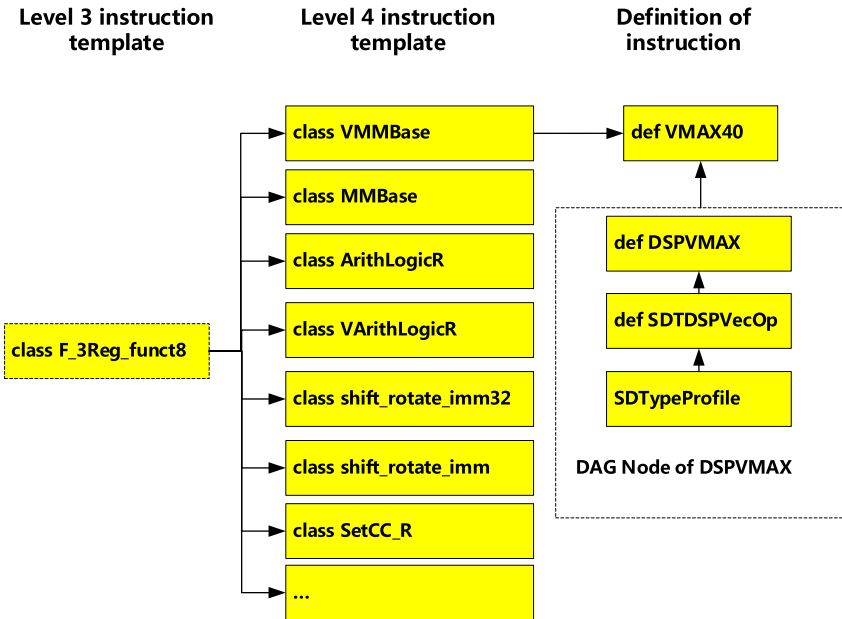 Level 3 instruction
template
Level 4 instruction
template
Definition of
instruction
class VMMBase
def VMAX40
class MMBase
class ArithLogicR
def DSPVMAX
class VArithLogicR
def SDTDSPVecOp
class F_3Reg_funct8
class shift_rotate_imm32
SDTypeProfile
class shift_rotate_imm
DAG Node of DSPVMAX
class SetCC_R
...